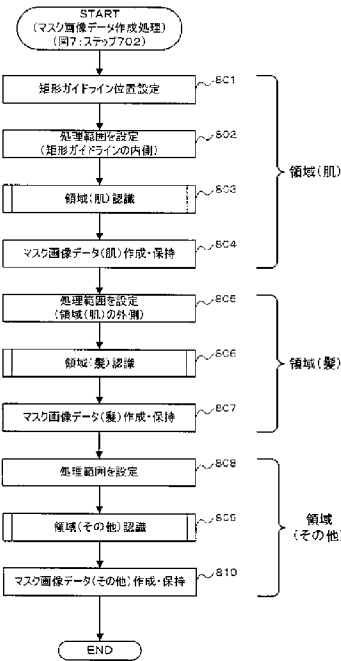 START
(マスク画像データ作成処理)
(図7:ステップ702)
矩形ガイドライン位置設定
801
処理範囲を設定
(矩形ガイドラインの内側)
802
領域(肌)認識
803
マスク画像データ(肌)作成・保持
804
領域(肌)
処理範囲を設定
(領域(肌)の外側)
805
領域(髪)認識
806
マスク画像データ(髪)作成・保持
807
領域(髪)
処理範囲を設定
808
領域(その他)認識
809
マスク画像データ(その他)作成・保持
810
領域
(その他)
END